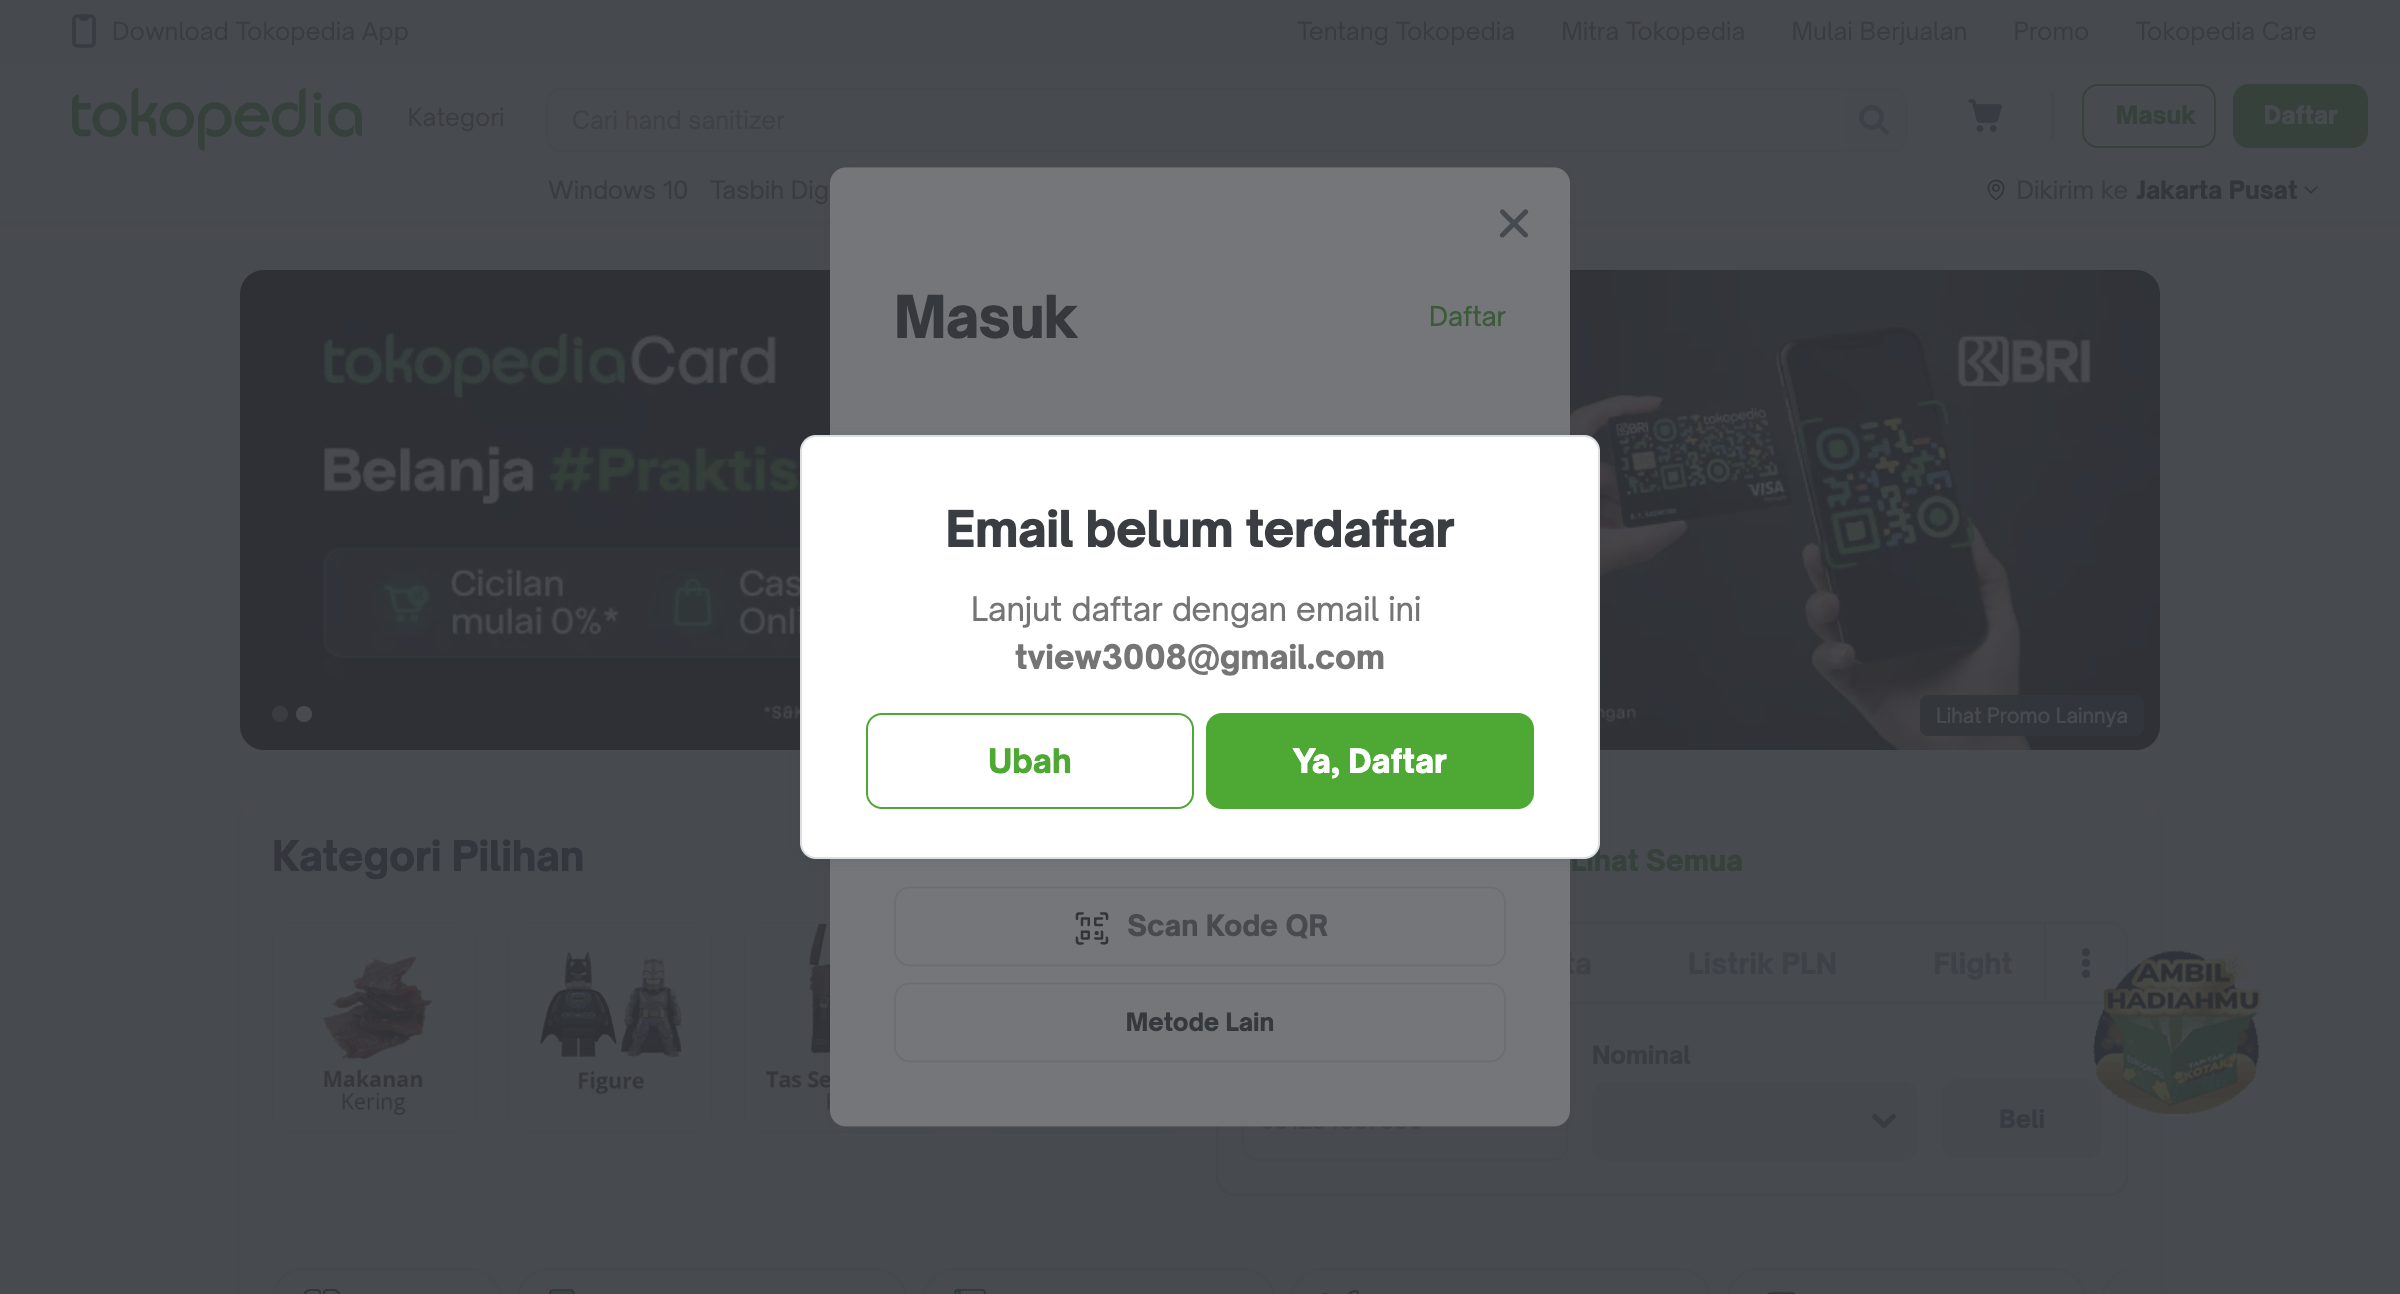 Download Tokopedia App
Tentang Tokopedia
Mitra Tokopedia
Mulai Berjualan
Promo
Tokopedia Care
tokopedia
Kategori
Cari hand sanitizer
Masuk
Daftar
Windows 10
Tasbih Dig
Dikirim ke Jakarta Pusat
Masuk
Daftar
tokopediaCard
Belanja #Praktis
Cicilan
mulai 0%*
BRI
tokopedia
BRI
VISA
Lihat Promo Lainnya
Email belum terdaftar
Lanjut daftar dengan email ini
tview3008@gmail.com
Ubah
Ya, Daftar
Kategori Pilihan
Lihat Semua
Scan Kode QR
Metode Lain
Listrik PLN
Flight
AMBIL
HADIAHMU
Makanan
Kering
Figure
Tas Se
Nominal
Beli